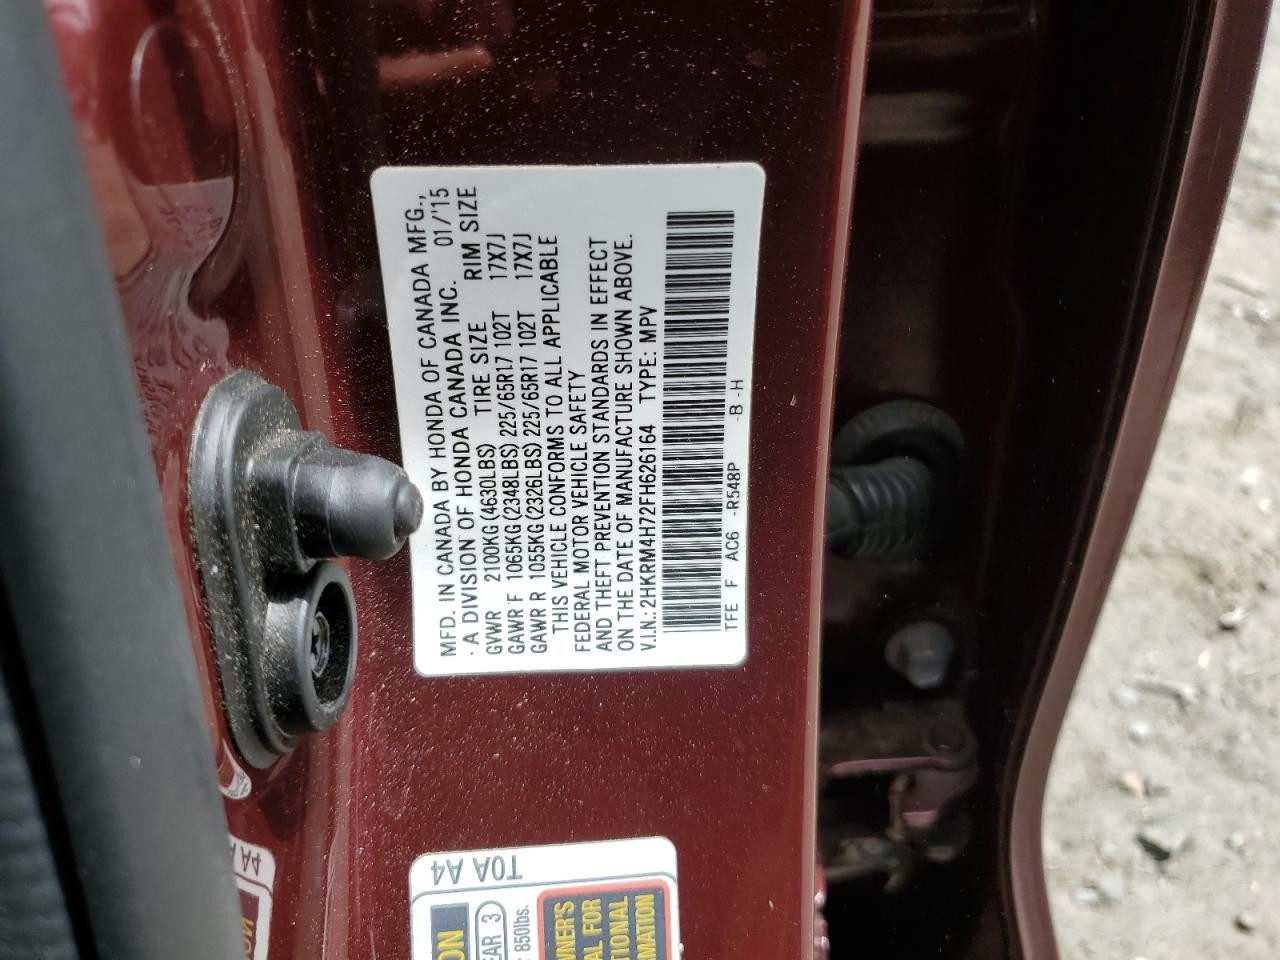 MFD. IN CANADA BY HONDA OF CANADA MFG.,
A DIVISION OF HONDA CANADA INC. 01/'15
GVWR 2100KG (4630LBS) TIRE SIZE RIM SIZE
GAWR F 1065KG (2348LBS) 225/65R17 102T 17X7J
GAWR R 1055KG (2326LBS) 225/65R17 102T 17X7J
THIS VEHICLE CONFORMS TO ALL APPLICABLE
FEDERAL MOTOR VEHICLE SAFETY
AND THEFT PREVENTION STANDARDS IN EFFECT
ON THE DATE OF MANUFACTURE SHOWN ABOVE.
V.I.N.: 2HKRM4H72FH626164 TYPE: MPV
TFE F AC6 -R548P -B -H
T0A A4
3
850lbs.
FOR